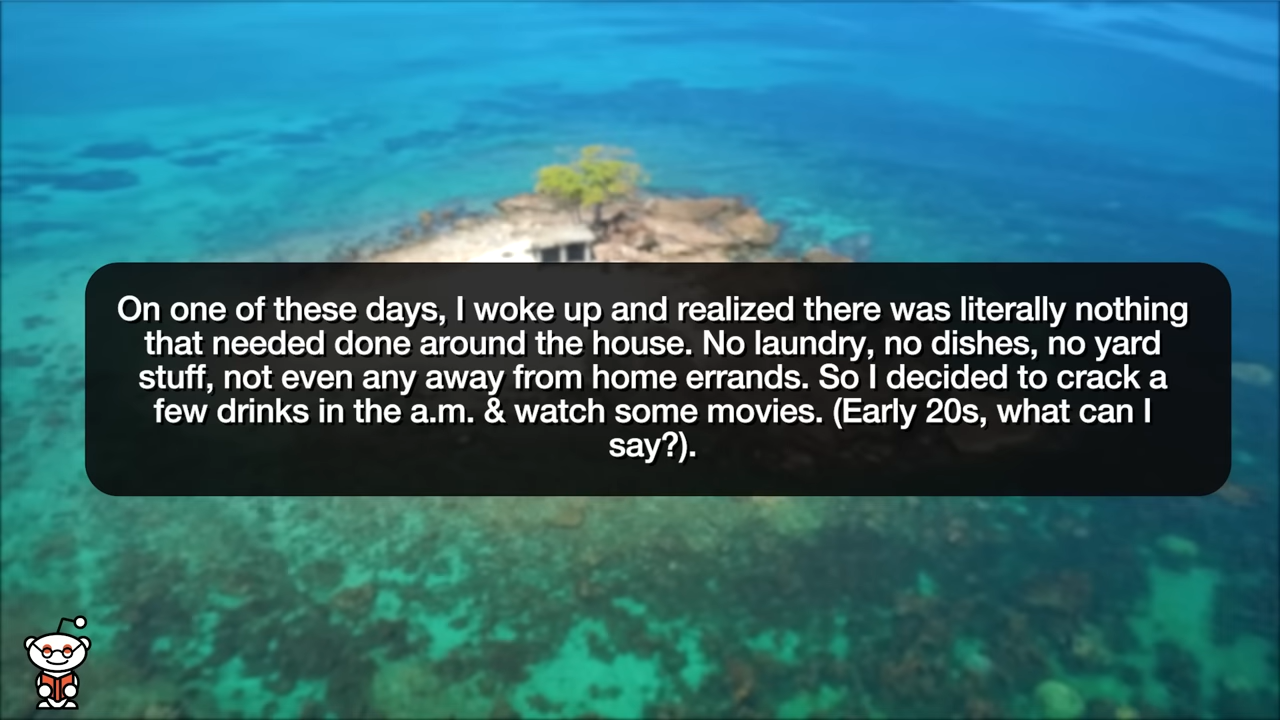 On one of these days, I woke up and realized there was literally nothing
that needed done around the house. No laundry, no dishes, no yard
stuff, not even any away from home errands. So I decided to crack a
few drinks in the a.m. & watch some movies. (Early 20s, what can I
say?).